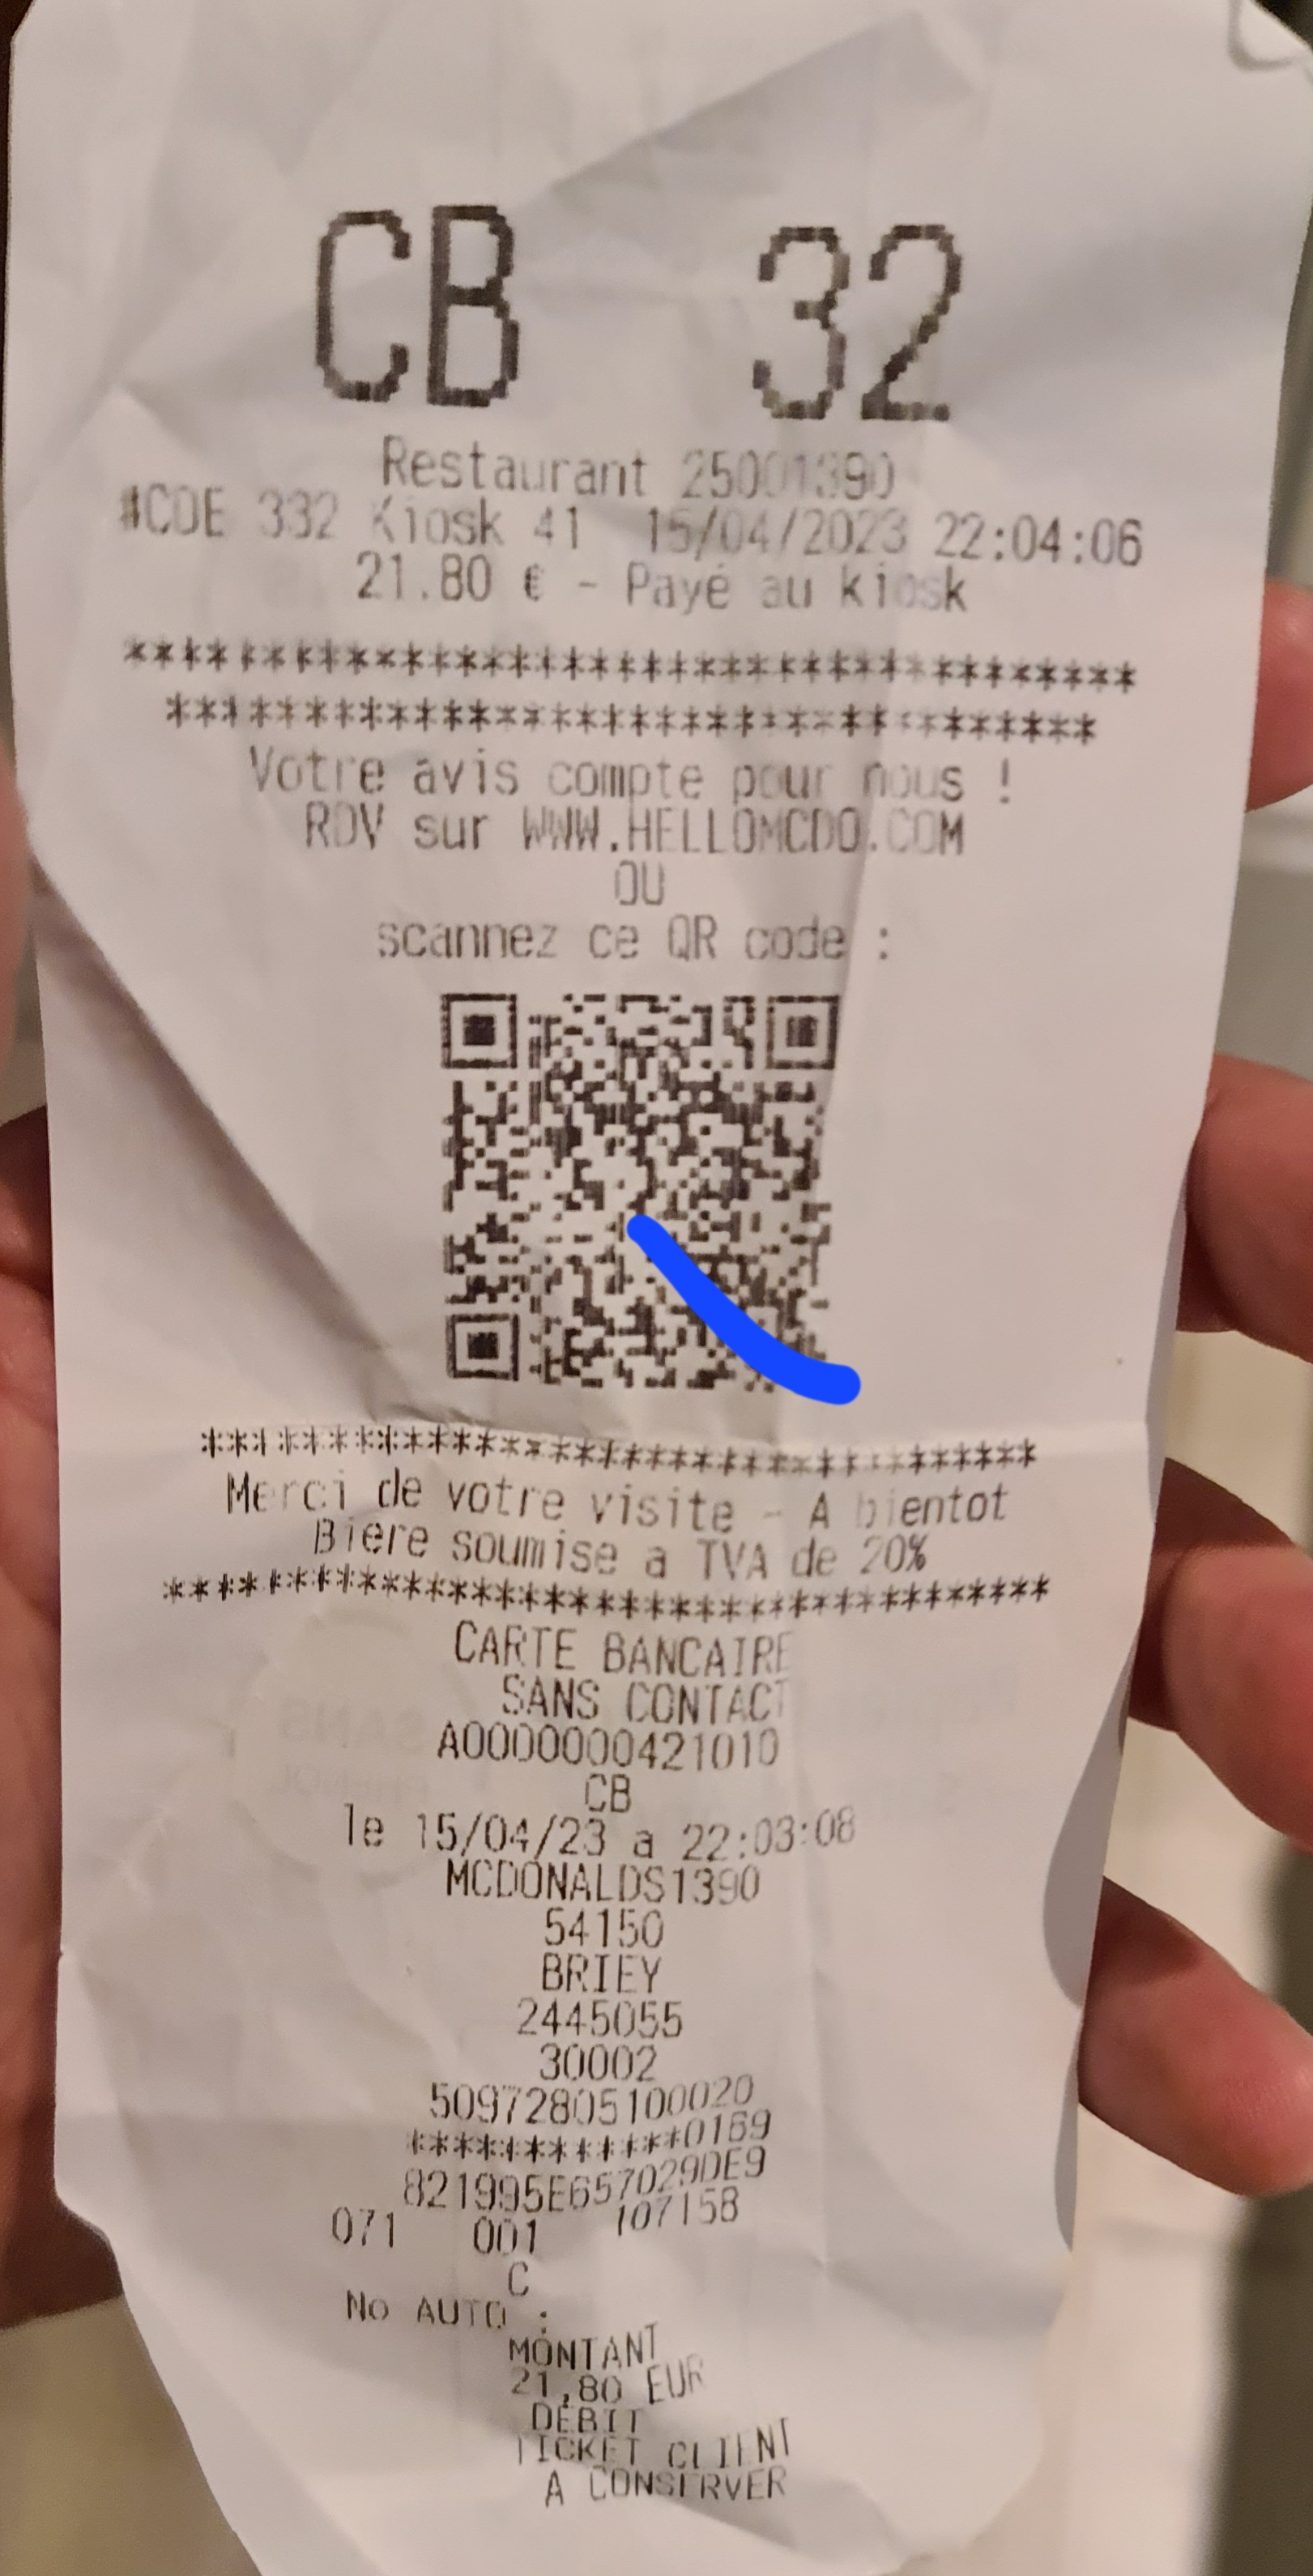 CB 32
Restaurant 25001390
#CDE 332 Kiosk 41 15/04/2023 22:04:06
21.80 € - Payé au kiosk
**************************************
***********************************
Votre avis compte pour nous !
RDV sur WWW.HELLOMCDO.COM
OU
scannez ce QR code :
**********************************
Merci de votre visite - A bientot
Biere soumise a TVA de 20%
**************************************
CARTE BANCAIRE
SANS CONTACT
A0000000421010
CB
le 15/04/23 a 22:03:08
MCDONALDS1390
54150
BRIEY
2445055
30002
50972805100020
************0169
821995E657029DE9
071 001 107158
C
No AUTO :
MONTANT
21,80 EUR
DEBIT
TICKET CLIENT
A CONSERVER